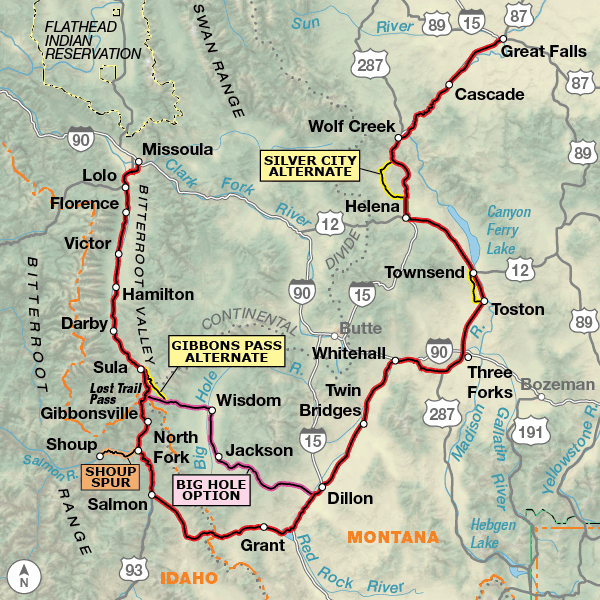 FLATHEAD
INDIAN
RESERVATION
SWAN RANGE
Sun River
89
15
87
Great Falls
287
87
Cascade
Wolf Creek
90
Missoula
Clark Fork River
SILVER CITY
ALTERNATE
89
Lolo
Florence
BITTERROOT VALLEY
Helena
12
Canyon
Ferry
Lake
Victor
DIVIDE
Townsend
12
BITTERROOT
Hamilton
90
15
Toston
CONTINENTAL
Darby
Butte
R.
89
GIBBONS PASS
ALTERNATE
Whitehall
90
Sula
Lost Trail
Pass
Hole
R.
Three
Forks
Bozeman
Twin
Bridges
Wisdom
Gibbonsville
287
Madison
Gallatin River
191
Yellowstone R.
Shoup
North
Fork
15
Jackson
Big
Salmon R.
SHOUP
SPUR
BIG HOLE
OPTION
Dillon
Salmon
RANGE
Hebgen
Lake
Grant
MONTANA
Red Rock River
93
IDAHO
N